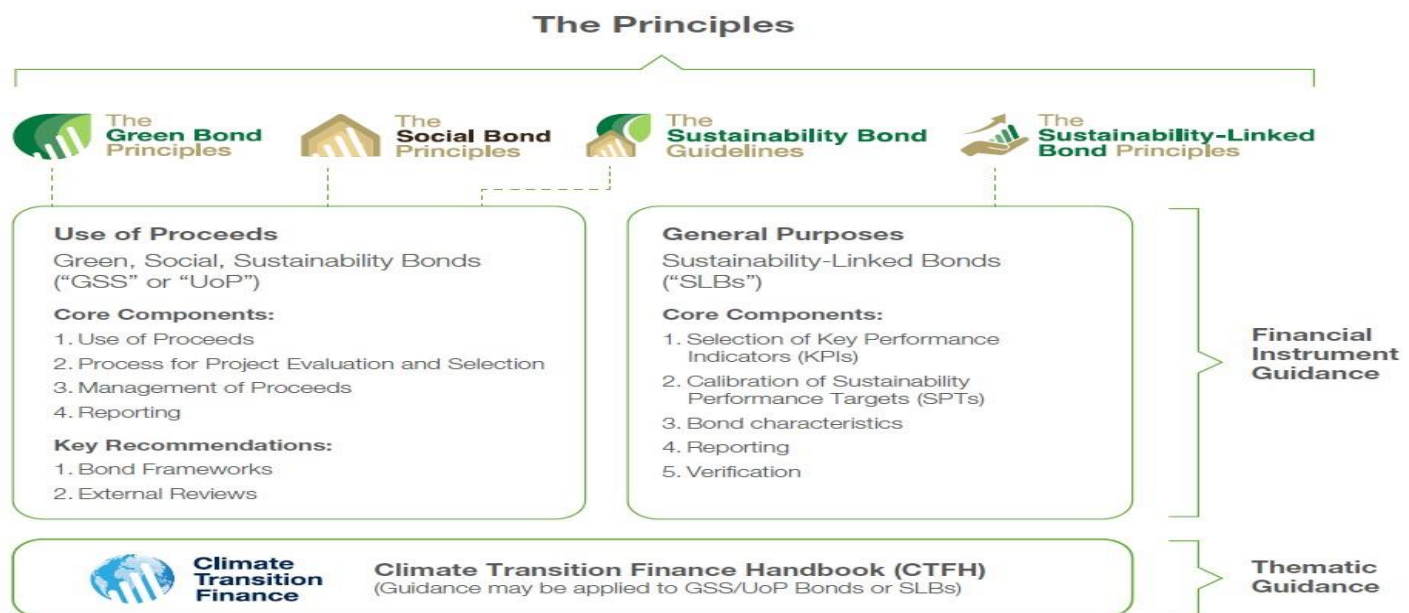 The Principles
The
Green Bond
Principles
The
Social Bond
Principles
The
Sustainability Bond
Guidelines
The
Sustainability-Linked
Bond Principles
Use of Proceeds
Green, Social, Sustainability Bonds
(“GSS” or “UoP”)
Core Components:
1. Use of Proceeds
2. Process for Project Evaluation and Selection
3. Management of Proceeds
4. Reporting
Key Recommendations:
1. Bond Frameworks
2. External Reviews
General Purposes
Sustainability-Linked Bonds
(“SLBs”)
Core Components:
1. Selection of Key Performance
Indicators (KPIs)
2. Calibration of Sustainability
Performance Targets (SPTs)
3. Bond characteristics
4. Reporting
5. Verification
Financial
Instrument
Guidance
Climate
Transition
Finance
Climate Transition Finance Handbook (CTFH)
(Guidance may be applied to GSS/UoP Bonds or SLBs)
Thematic
Guidance